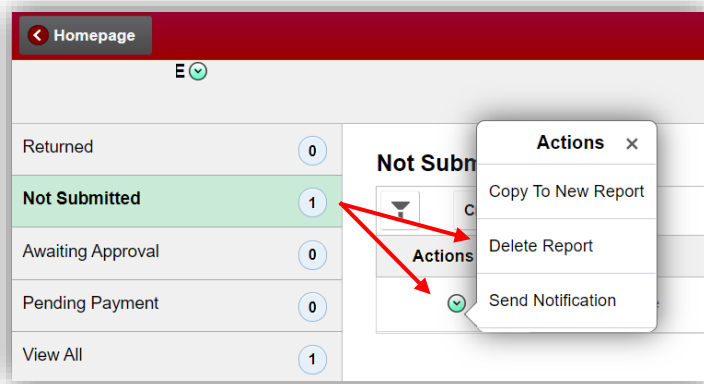 Homepage
E
Returned 0
Not Submitted 1
Awaiting Approval 0
Pending Payment 0
View All 1
Not Subm
C
Actions
Actions ×
Copy To New Report
Delete Report
Send Notification
e